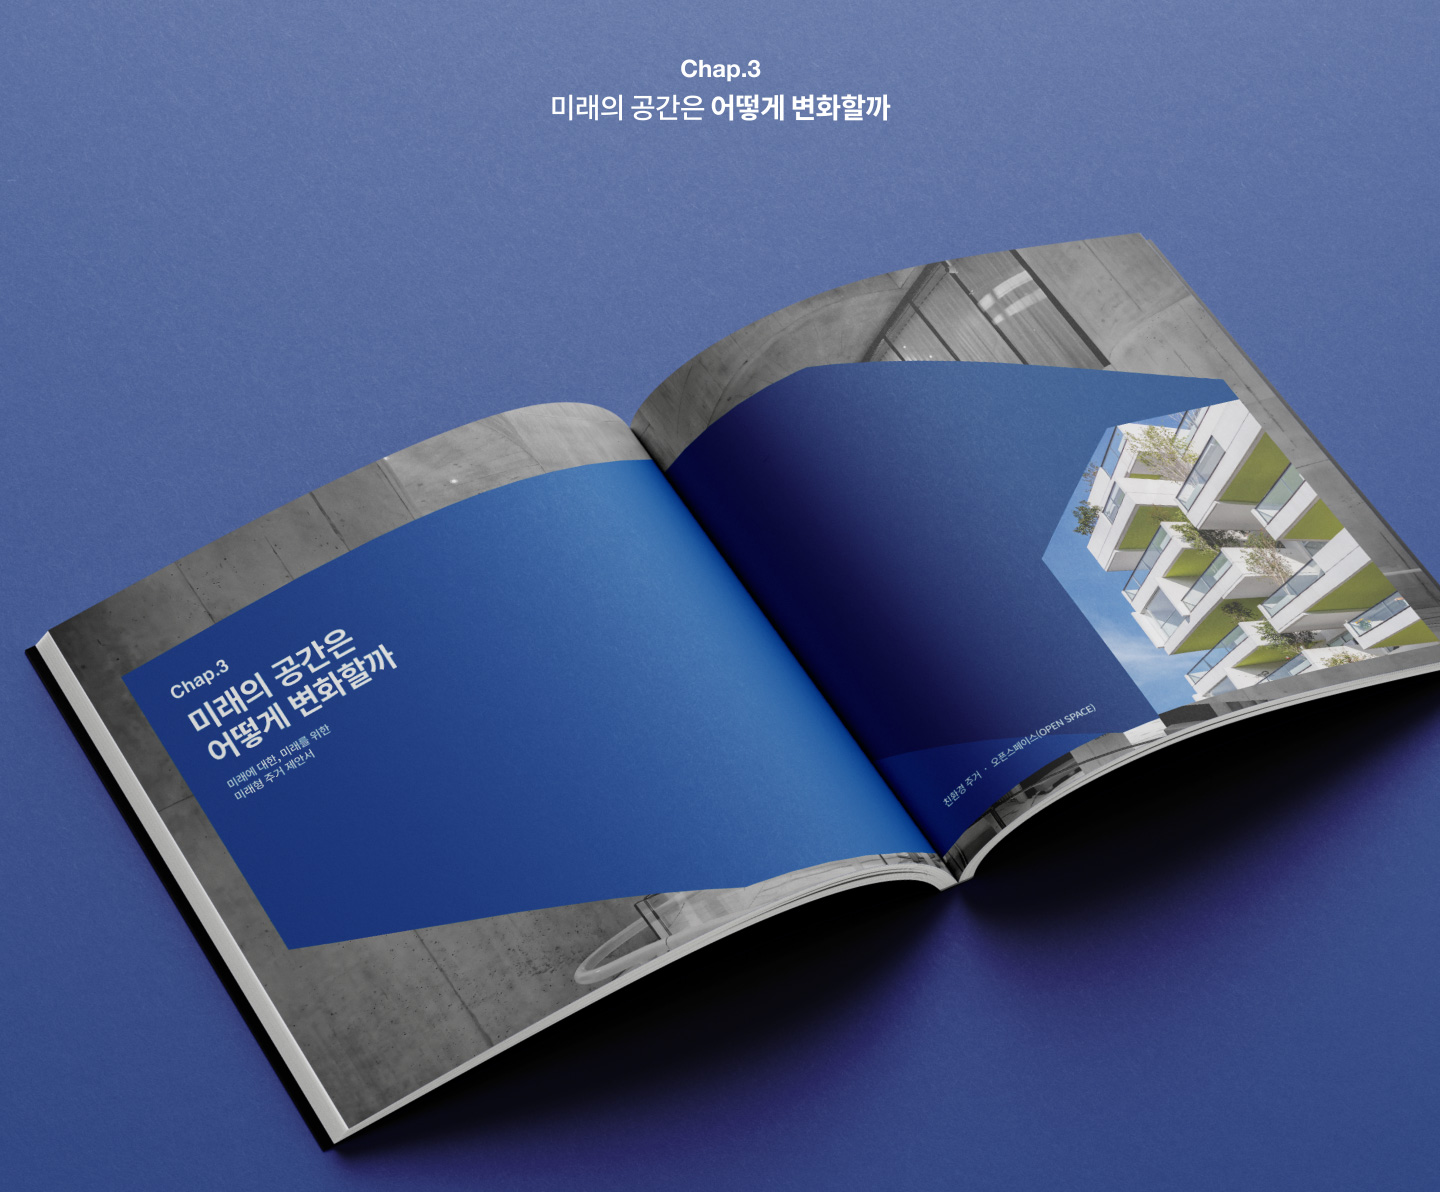 Chap.3
미래의 공간은 어떻게 변화할까
Chap.3
미래의 공간은
어떻게 변화할까
미래에 대한, 미래를 위한
미래형 주거 제안서
친환경 주거 · 오픈스페이스(OPEN SPACE)